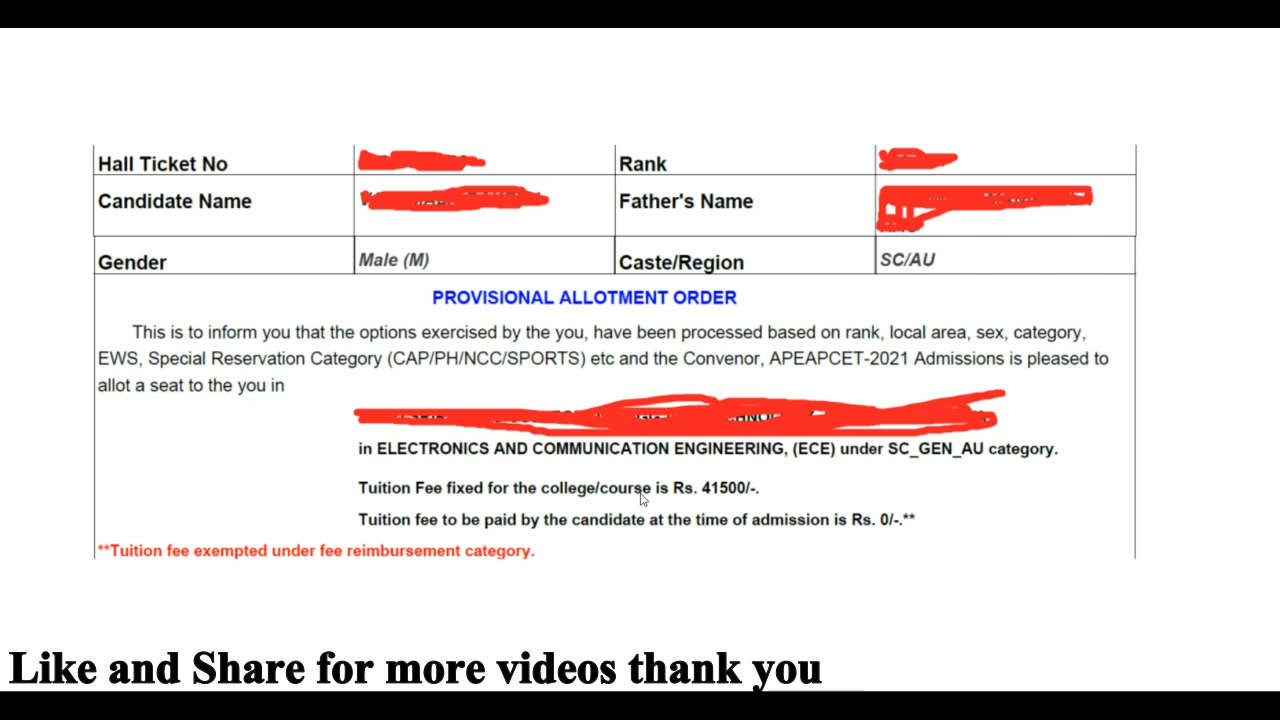 Hall Ticket No Rank
Candidate Name Father's Name
Gender Male (M) Caste/Region SC/AU
PROVISIONAL ALLOTMENT ORDER
This is to inform you that the options exercised by the you, have been processed based on rank, local area, sex, category,
EWS, Special Reservation Category (CAP/PH/NCC/SPORTS) etc and the Convenor, APEAPCET-2021 Admissions is pleased to
allot a seat to the you in
in ELECTRONICS AND COMMUNICATION ENGINEERING, (ECE) under SC_GEN_AU category.
Tuition Fee fixed for the college/course is Rs. 41500/-.
Tuition fee to be paid by the candidate at the time of admission is Rs. 0/-.**
**Tuition fee exempted under fee reimbursement category.
Like and Share for more videos thank you